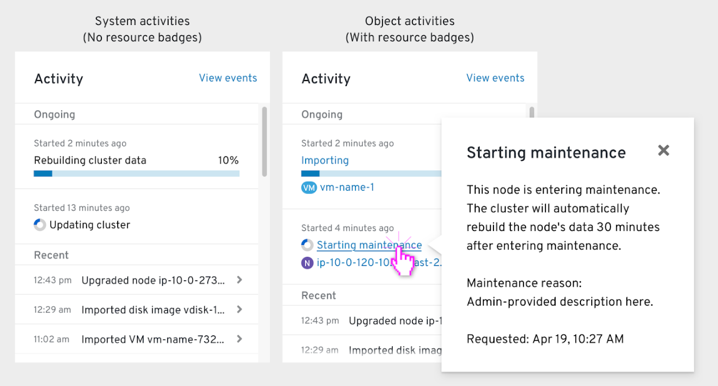 System activities
(No resource badges)
Activity
View events
Ongoing
Started 2 minutes ago
Rebuilding cluster data
10%
Started 13 minutes ago
Updating cluster
Recent
12:43 pm Upgraded node ip-10-0-273...
12:29 am Imported disk image vdisk-1...
11:02 am Imported VM vm-name-732...
Object activities
(With resource badges)
Activity
View events
Ongoing
Started 2 minutes ago
Importing
VM vm-name-1
Started 4 minutes ago
Starting maintenance
N ip-10-0-120-10
ast-2.
Recent
12:43 pm Upgraded node ip-1
12:29 am Imported disk imag
Starting maintenance
This node is entering maintenance.
The cluster will automatically
rebuild the node's data 30 minutes
after entering maintenance.
Maintenance reason:
Admin-provided description here.
Requested: Apr 19, 10:27 AM